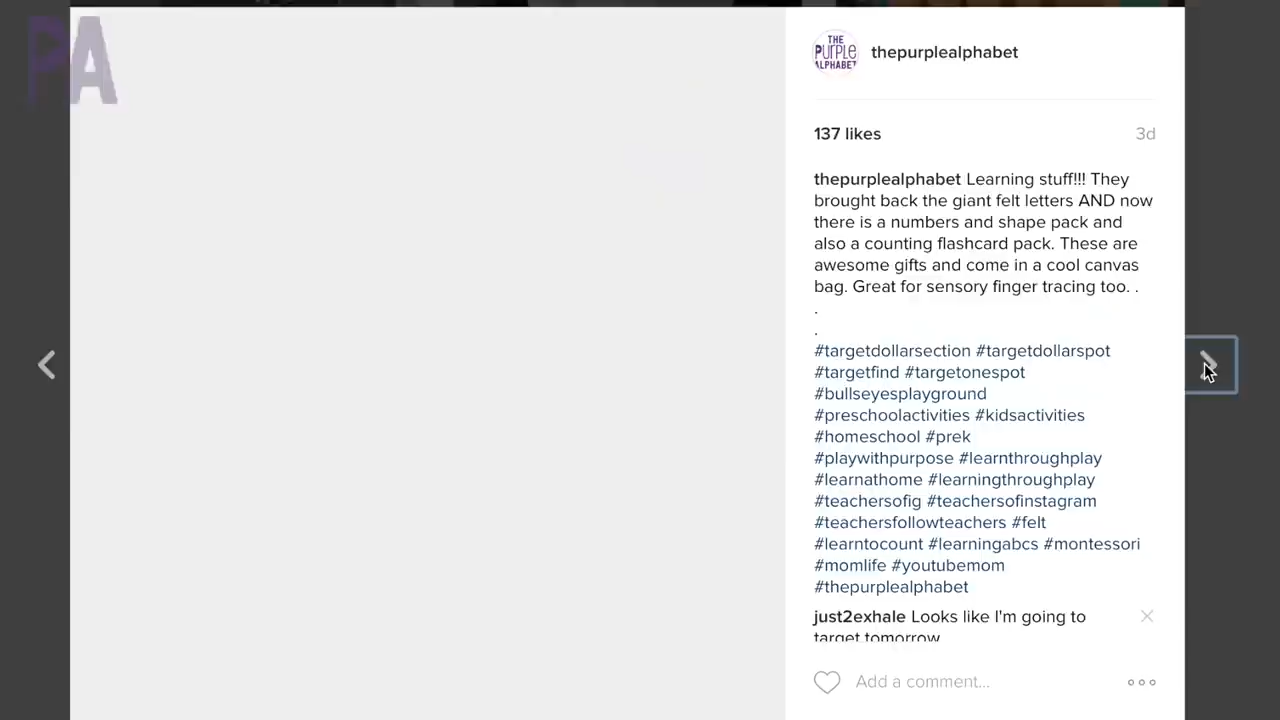 PA
THE
PURPLE
ALPHABET
thepurplealphabet
137 likes
3d
thepurplealphabet Learning stuff!!! They
brought back the giant felt letters AND now
there is a numbers and shape pack and
also a counting flashcard pack. These are
awesome gifts and come in a cool canvas
bag. Great for sensory finger tracing too. .
.
.
#targetdollarsection #targetdollarspot
#targetfind #targetonespot
#bullseyesplayground
#preschoolactivities #kidsactivities
#homeschool #prek
#playwithpurpose #learnthroughplay
#learnathome #learningthroughplay
#teachersofig #teachersofinstagram
#teachersfollowteachers #felt
#learntocount #learningabcs #montessori
#momlife #youtubemom
#thepurplealphabet
just2exhale Looks like I'm going to
target tomorrow
Add a comment...